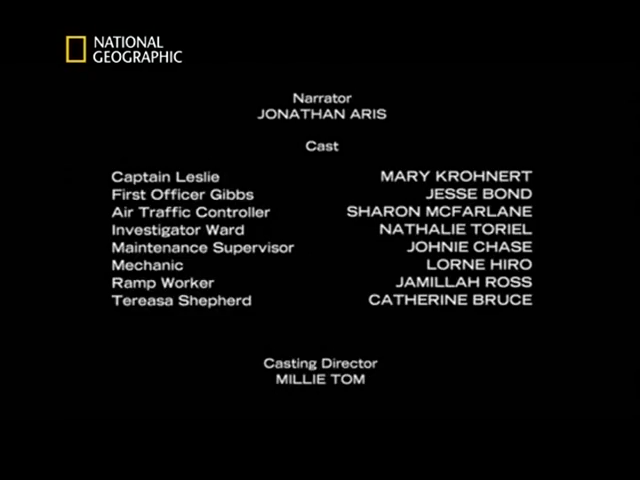 NATIONAL
GEOGRAPHIC
Narrator
JONATHAN ARIS
Cast
Captain Leslie MARY KROHNERT
First Officer Gibbs JESSE BOND
Air Traffic Controller SHARON MCFARLANE
Investigator Ward NATHALIE TORIEL
Maintenance Supervisor JOHNIE CHASE
Mechanic LORNE HIRO
Ramp Worker JAMILLAH ROSS
Tereasa Shepherd CATHERINE BRUCE
Casting Director
MILLIE TOM